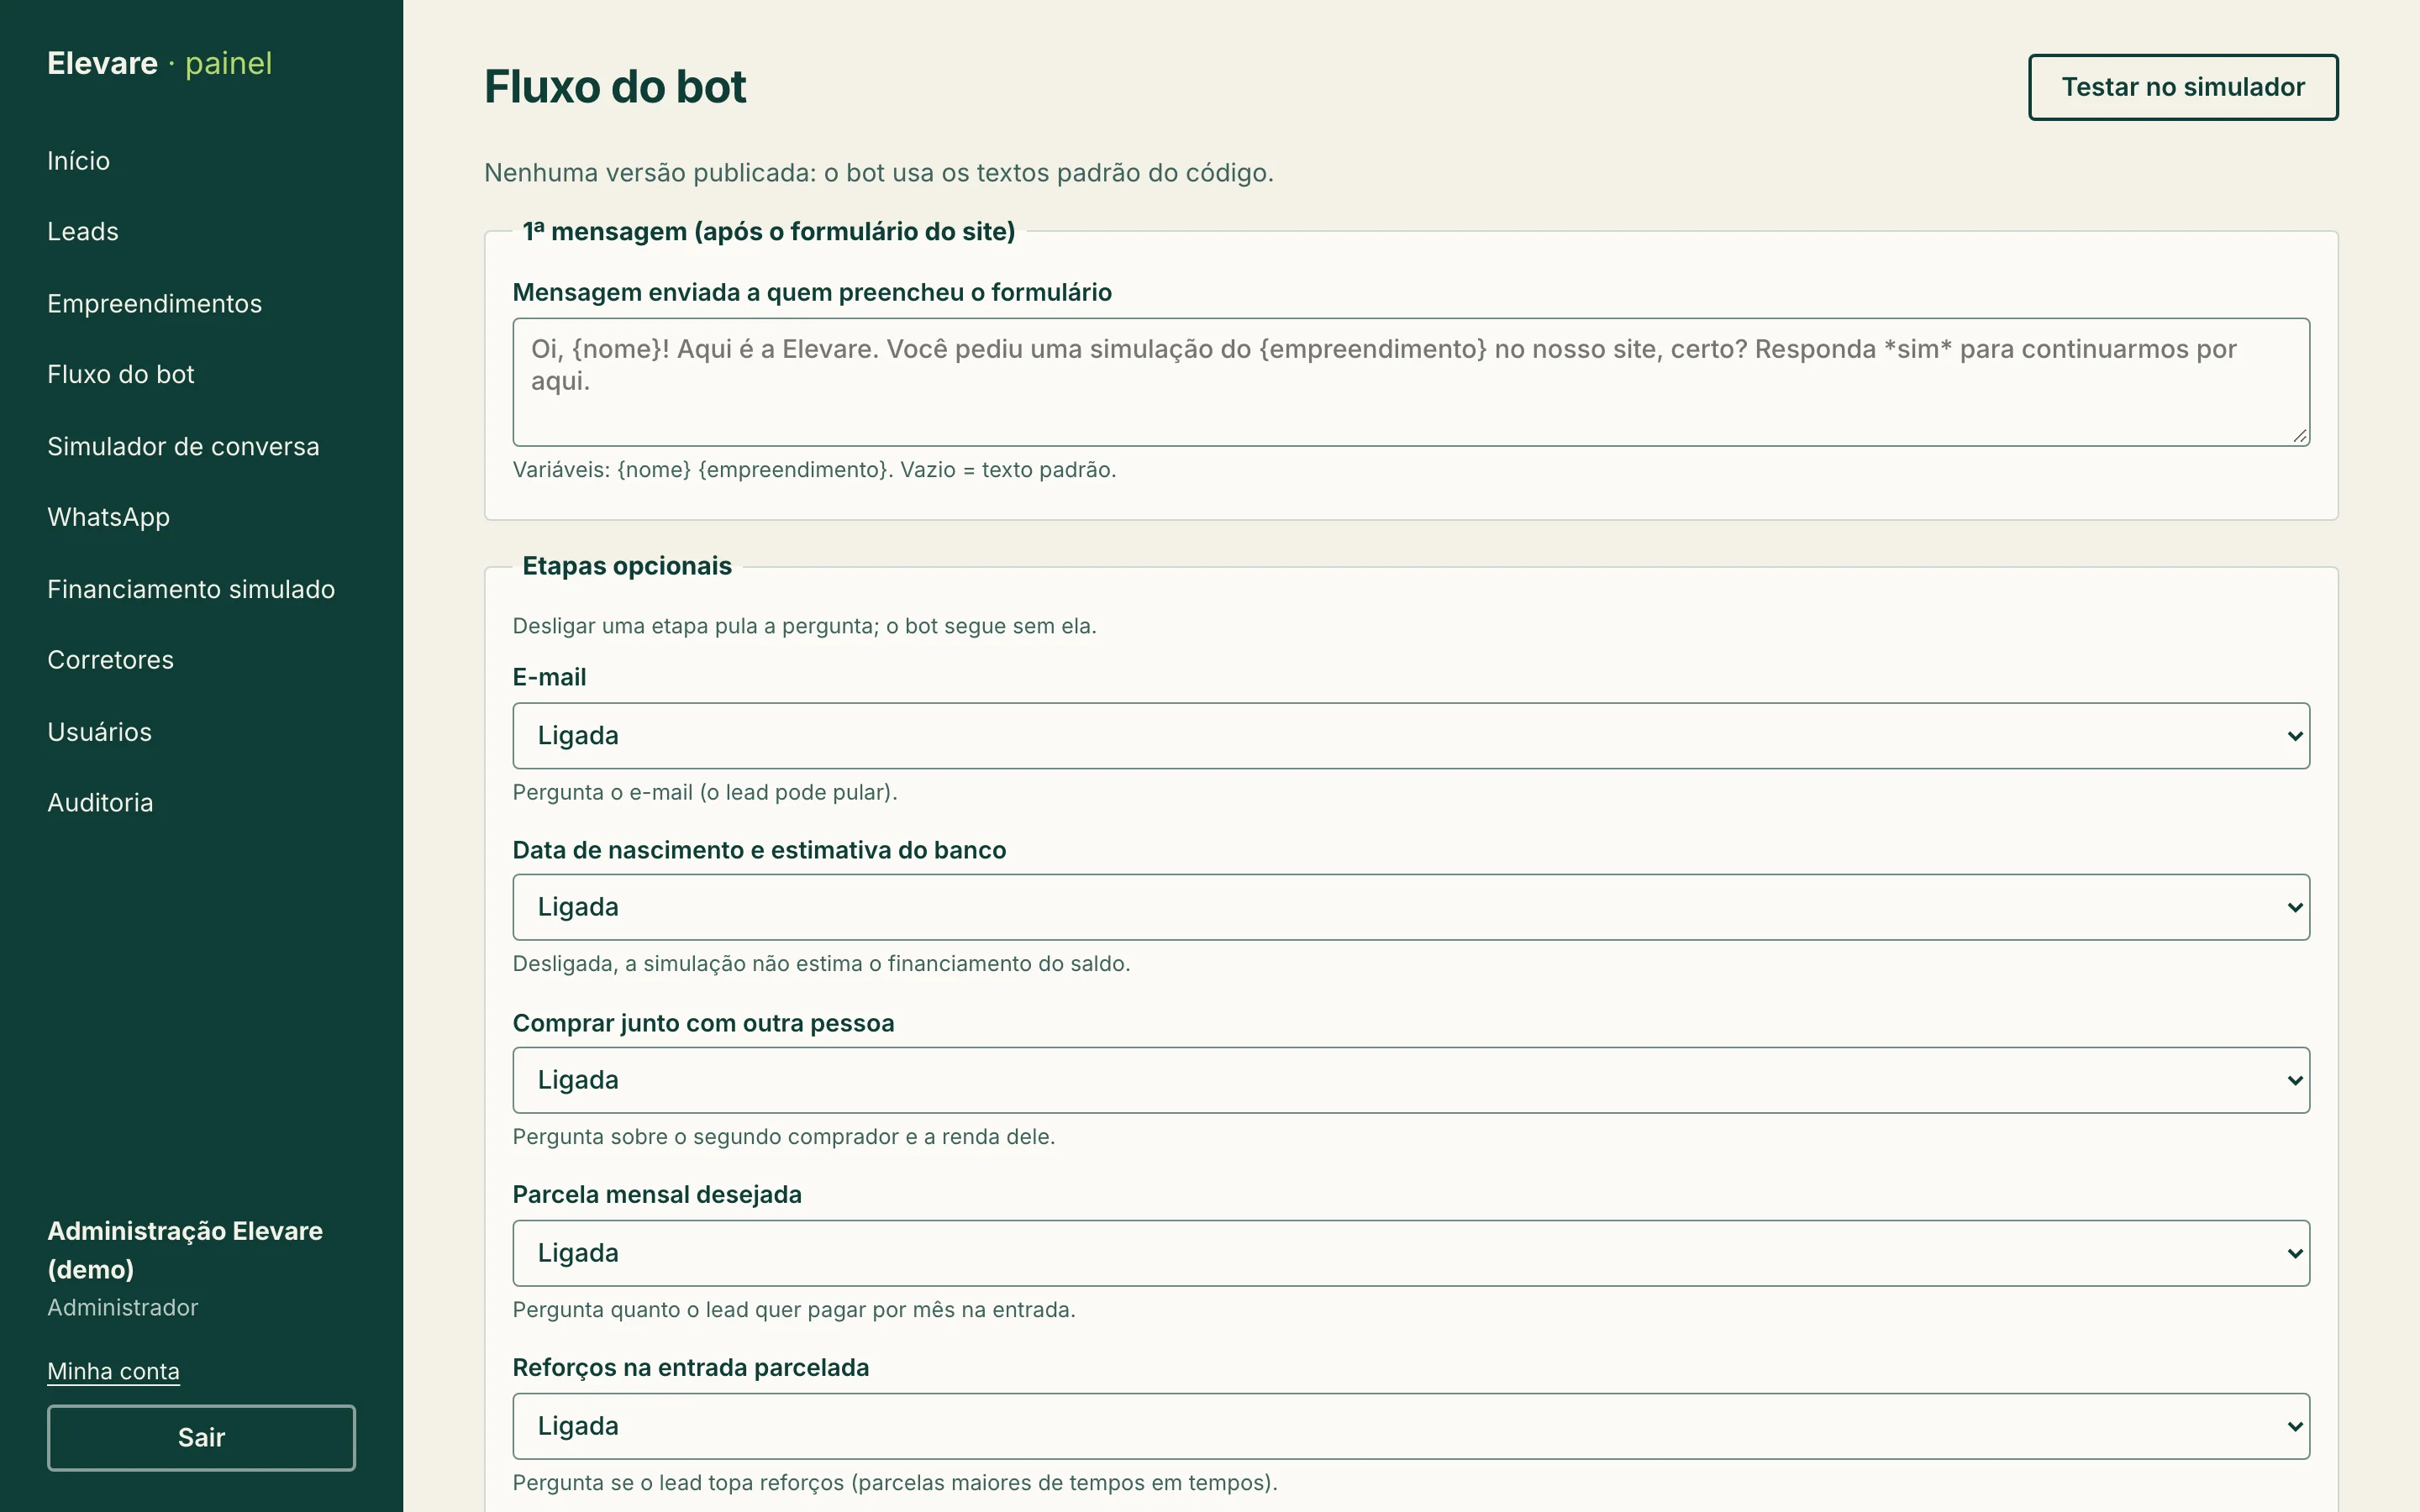 Elevare · painel
Início
Leads
Empreendimentos
Fluxo do bot
Simulador de conversa
WhatsApp
Financiamento simulado
Corretores
Usuários
Auditoria
Administração Elevare
(demo)
Administrador
Minha conta
Sair
Fluxo do bot
Testar no simulador
Nenhuma versão publicada: o bot usa os textos padrão do código.
1ª mensagem (após o formulário do site)
Mensagem enviada a quem preencheu o formulário
Oi, {nome}! Aqui é a Elevare. Você pediu uma simulação do {empreendimento} no nosso site, certo? Responda *sim* para continuarmos por
aqui.
Variáveis: {nome} {empreendimento}. Vazio = texto padrão.
Etapas opcionais
Desligar uma etapa pula a pergunta; o bot segue sem ela.
E-mail
Ligada
Pergunta o e-mail (o lead pode pular).
Data de nascimento e estimativa do banco
Ligada
Desligada, a simulação não estima o financiamento do saldo.
Comprar junto com outra pessoa
Ligada
Pergunta sobre o segundo comprador e a renda dele.
Parcela mensal desejada
Ligada
Pergunta quanto o lead quer pagar por mês na entrada.
Reforços na entrada parcelada
Ligada
Pergunta se o lead topa reforços (parcelas maiores de tempos em tempos).